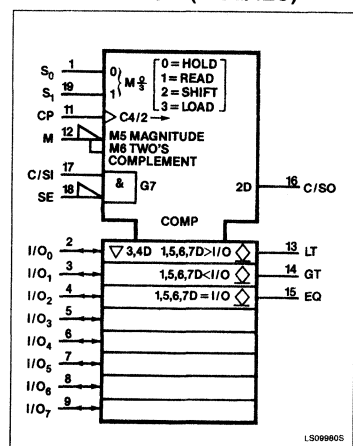 S₀ 1
0 } M 0/3 [ 0 = HOLD
S₁ 19
1 1 = READ
2 = SHIFT
3 = LOAD ]
CP 11 C4/2 →
M 12 M5 MAGNITUDE
M6 TWO'S
COMPLEMENT
C/SI 17 & G7 2D 16 C/SO
SE 18
COMP
I/O₀ 2 ▽ 3,4D 1,5,6,7D>I/O 13 LT
I/O₁ 3 1,5,6,7D<I/O 14 GT
I/O₂ 4 1,5,6,7D = I/O 15 EQ
I/O₃ 5
I/O₄ 6
I/O₅ 7
I/O₆ 8
I/O₇ 9
LS09980S